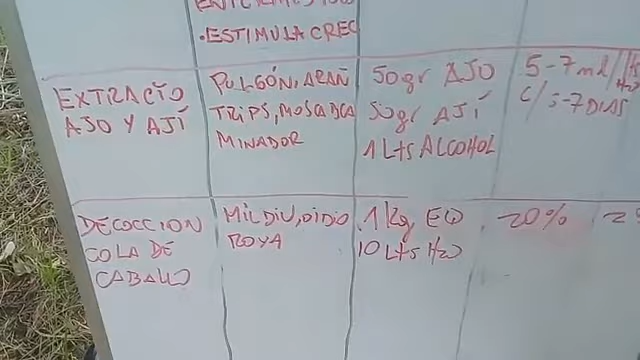 .ESTIMULA CREC
EXTRACTO
AJO Y AJÍ
PULGÓN, ARAÑ
TRIPS, MOSCA BCA
MINADOR
50gr AJO
50gr AJÍ
1 Lts ALCOHOL
5-7 ml/
C/5-7 DIAS
DECOCCION
COLA DE
CABALLO
MILDIU, OIDIO
ROYA
1 Kg EQ
10 Lts H2O
20%